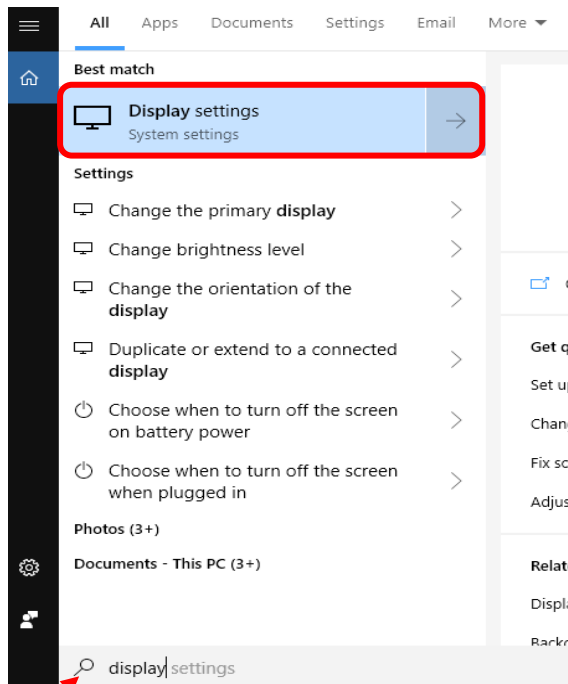 All Apps Documents Settings Email More
Best match
Display settings
System settings
Settings
Change the primary display
Change brightness level
Change the orientation of the
display
Duplicate or extend to a connected
display
Choose when to turn off the screen
on battery power
Choose when to turn off the screen
when plugged in
Photos (3+)
Documents - This PC (3+)
display settings
Get
Set
Fix